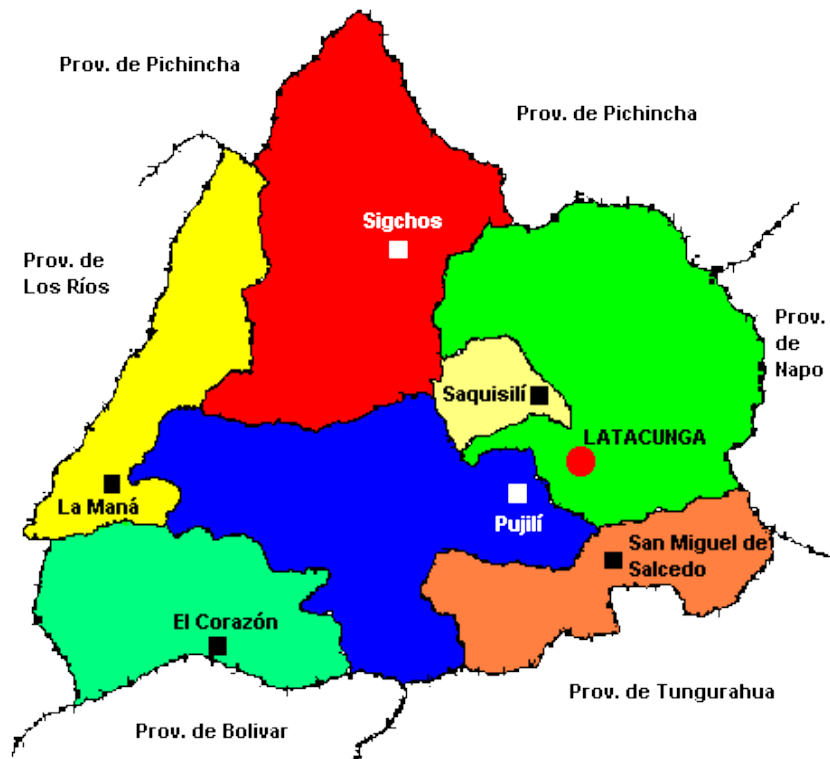 Prov. de Pichincha
Prov. de Pichincha
Sigchos
Prov. de
Los Ríos
Prov.
de
Napo
Saquisilí
LATACUNGA
La Maná
Pujilí
San Miguel de
Salcedo
El Corazón
Prov. de Tungurahua
Prov. de Bolivar